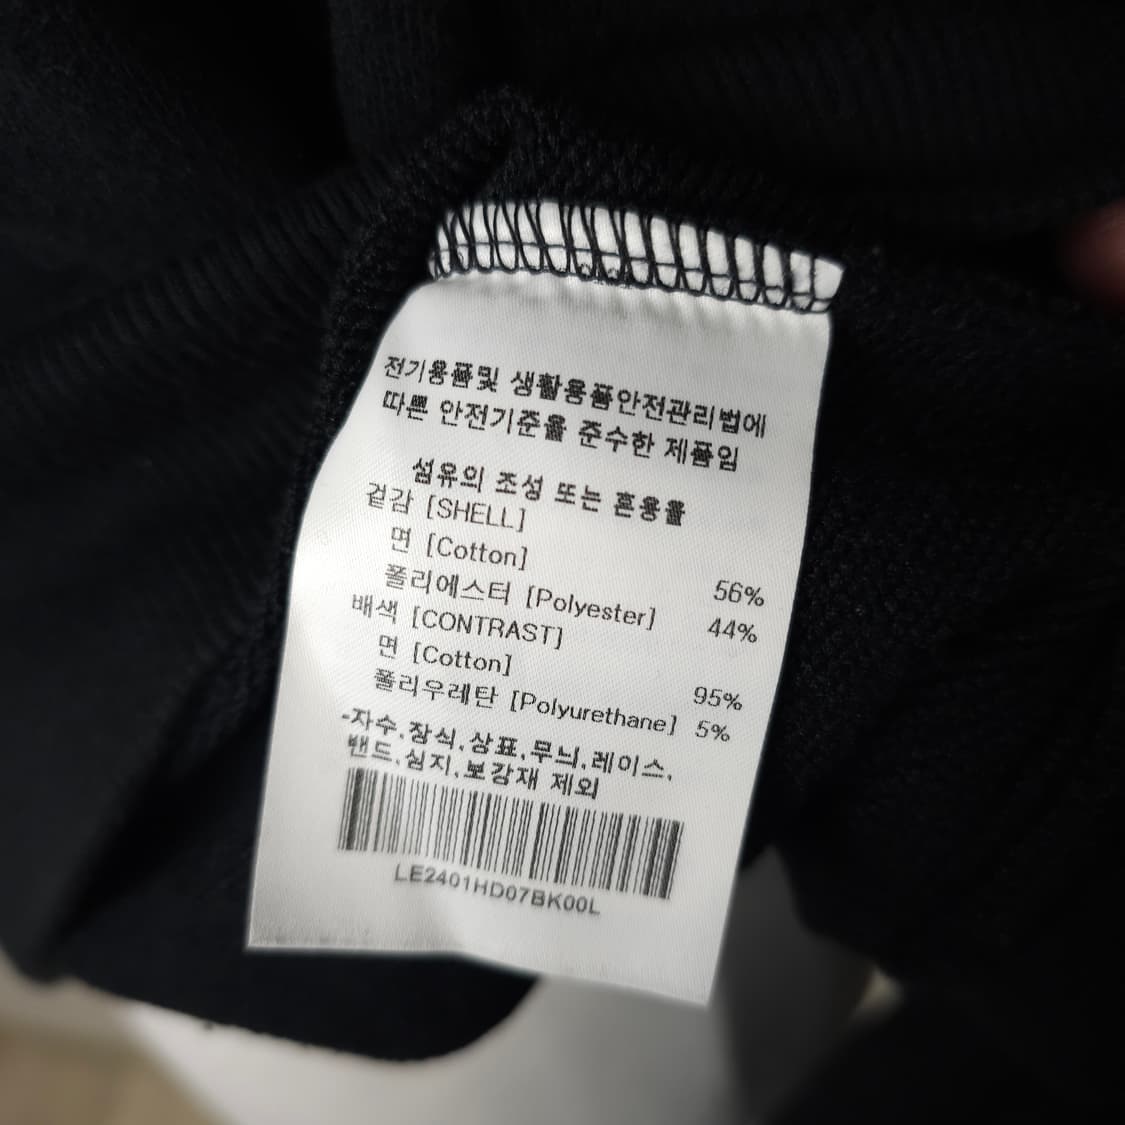 전기용품및 생활용품안전관리법에
따른 안전기준을 준수한 제품임
섬유의 조성 또는 혼용율
겉감 [SHELL]
면 [Cotton] 56%
폴리에스터 [Polyester] 44%
배색 [CONTRAST]
면 [Cotton] 95%
폴리우레탄 [Polyurethane] 5%
-자수.장식.상표.무늬.레이스.
밴드.심지.보강재 제외
LE2401HD07BK00L